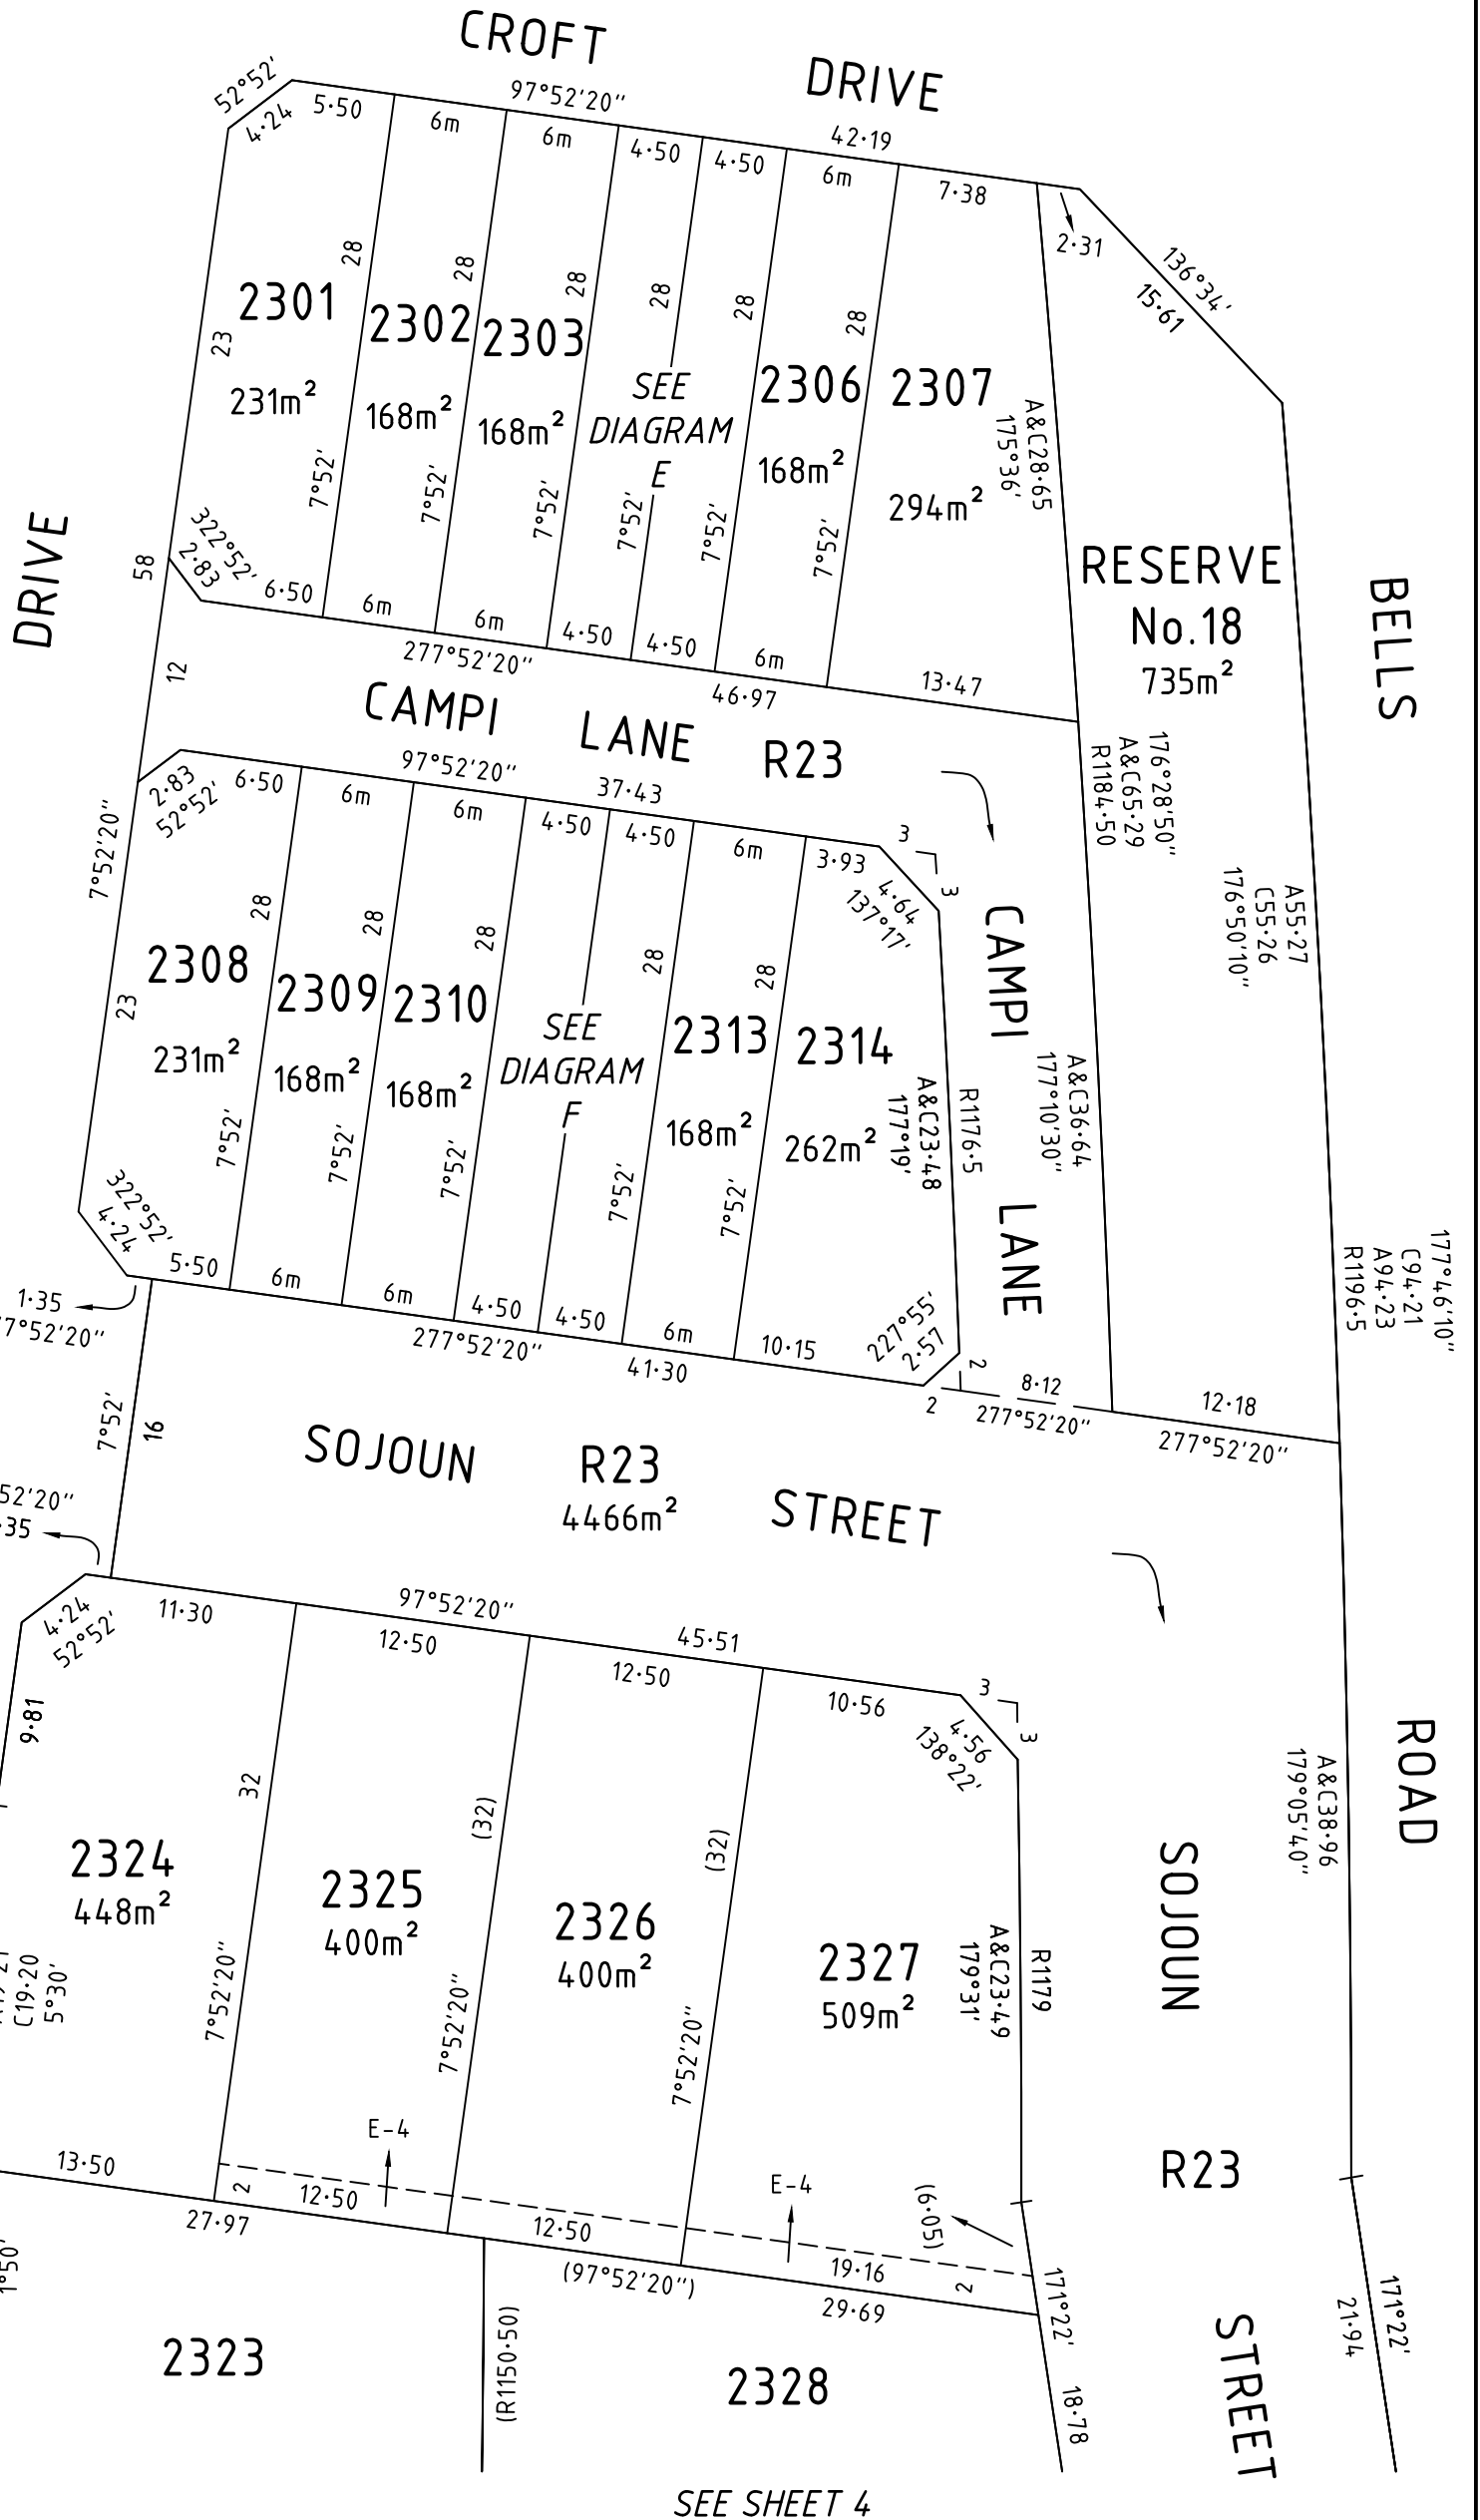 CROFT DRIVE
52°52'
4·24
5·50
97°52'20"
42·19
6m
6m
4·50
4·50
6m
7·38
2·31
136°34'
15·61
28
28
28
28
28
28
2301
231m²
23
2302
168m²
2303
168m²
SEE
DIAGRAM
E
2306
168m²
2307
294m²
A&C28·65
175°36'
7°52'
7°52'
7°52'
7°52'
7°52'
7°52'
DRIVE
58
322°52'
2·83
6·50
6m
6m
4·50
4·50
6m
13·47
277°52'20"
46·97
12
RESERVE
No.18
735m²
BELLS
CAMPI LANE R23
2·83
52°52'
6·50
97°52'20"
37·43
6m
6m
4·50
4·50
6m
3·93
3
3
4·64
137°17'
7°52'20"
176°28'50"
A&C65·29
R1184·50
A55·27
C55·26
176°50'10"
28
28
28
28
28
2308
231m²
23
2309
168m²
2310
168m²
SEE
DIAGRAM
F
2313
168m²
2314
262m²
A&C23·48
177°19'
R1176·5
CAMPI
LANE
A&C36·64
177°10'30"
7°52'
7°52'
7°52'
7°52'
7°52'
322°52'
4·24
5·50
6m
6m
4·50
4·50
6m
10·15
227°55'
2·57
2
2
8·12
277°52'20"
12·18
277°52'20"
277°52'20"
41·30
1·35
7°52'20"
177°46'10"
C94·21
A94·23
R1196·5
7°52'
16
SOJOUN R23 STREET
4466m²
52'20"
·35
4·24
52°52'
11·30
97°52'20"
45·51
12·50
12·50
10·56
3
3
4·56
138°22'
9·81
32
(32)
(32)
2324
448m²
2325
400m²
2326
400m²
2327
509m²
A&C23·49
179°31'
R1179
SOJOUN
A&C38·96
179°05'40"
ROAD
C19·20
5°30'
7°52'20"
7°52'20"
7°52'20"
E-4
E-4
13·50
2
12·50
27·97
12·50
(97°52'20")
19·16
29·69
2
(6·05)
R23
171°22'
18·78
171°22'
21·94
STREET
1°50'
2323
(R1150·50)
2328
SEE SHEET 4